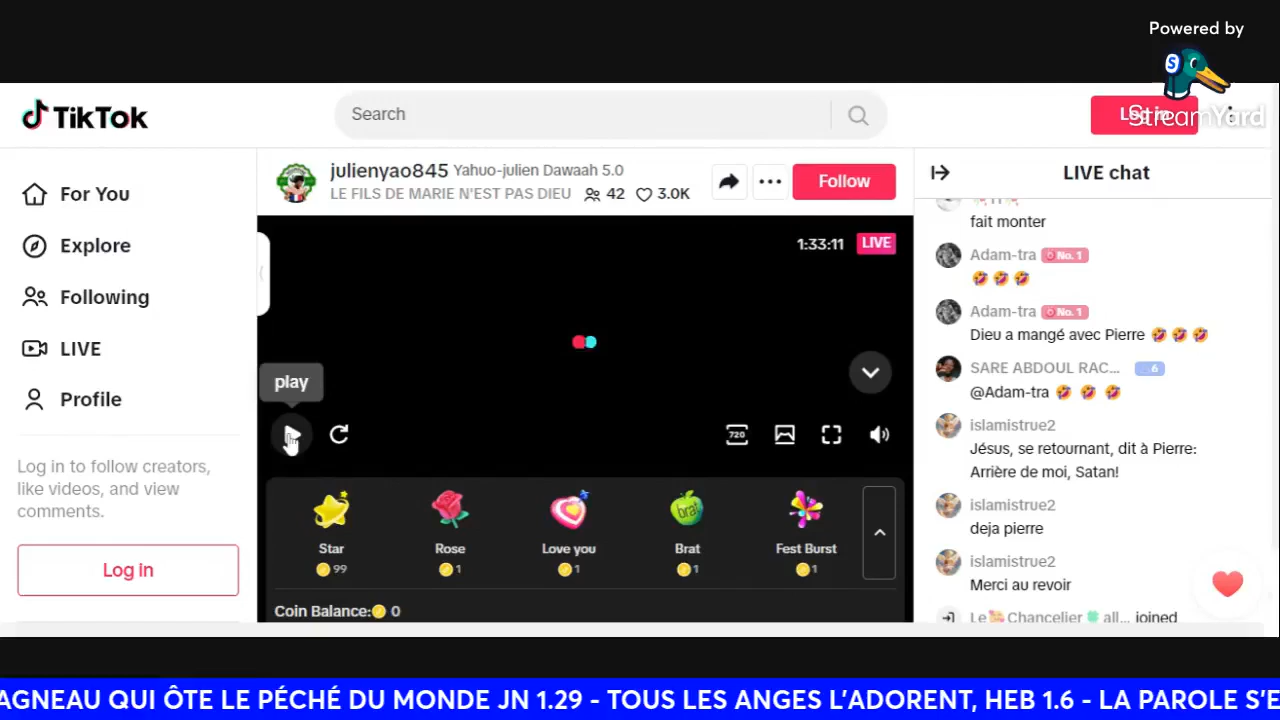 Powered by
StreamYard
TikTok
Search
For You
Explore
Following
LIVE
Profile
Log in to follow creators,
like videos, and view
comments.
Log in
julienyao845 Yahuo-julien Dawaah 5.0
LE FILS DE MARIE N'EST PAS DIEU 42 3.0K
Follow
1:33:11 LIVE
play
720
Star
99
Rose
1
Love you
1
brat
Brat
1
Fest Burst
1
Coin Balance: 0
LIVE chat
fait monter
Adam-tra No. 1
🤣 🤣 🤣
Adam-tra No. 1
Dieu a mangé avec Pierre 🤣 🤣 🤣
SARE ABDOUL RAC... 6
@Adam-tra 🤣 🤣 🤣
islamistrue2
Jésus, se retournant, dit à Pierre:
Arrière de moi, Satan!
islamistrue2
deja pierre
islamistrue2
Merci au revoir
Le Chancelier 🍀 all... joined
AGNEAU QUI ÔTE LE PÉCHÉ DU MONDE JN 1.29 - TOUS LES ANGES L'ADORENT, HEB 1.6 - LA PAROLE S'E